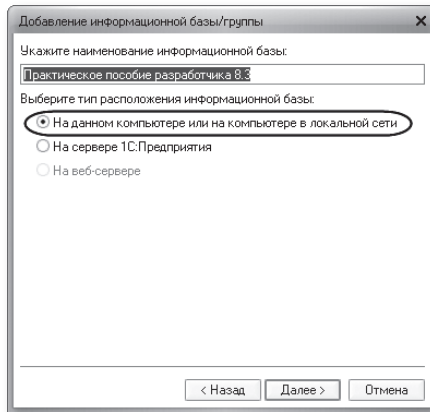 Добавление информационной базы/группы
Укажите наименование информационной базы:
Практическое пособие разработчика 8.3
Выберите тип расположения информационной базы:
На данном компьютере или на компьютере в локальной сети
На сервере 1С:Предприятия
На веб-сервере
< Назад Далее > Отмена